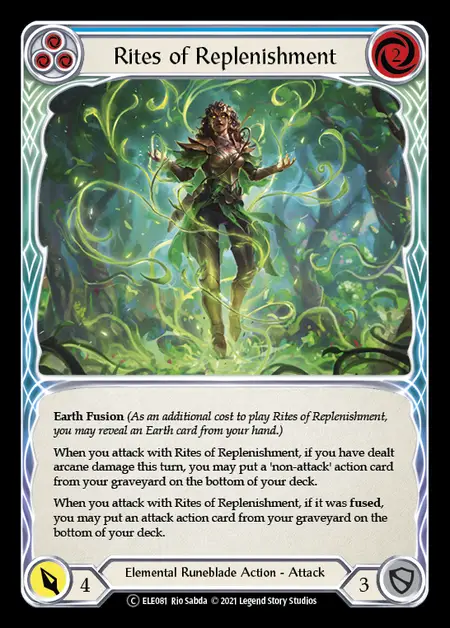 Rites of Replenishment
2
Earth Fusion (As an additional cost to play Rites of Replenishment,
you may reveal an Earth card from your hand.)
When you attack with Rites of Replenishment, if you have dealt
arcane damage this turn, you may put a 'non-attack' action card
from your graveyard on the bottom of your deck.
When you attack with Rites of Replenishment, if it was fused,
you may put an attack action card from your graveyard on the
bottom of your deck.
4
Elemental Runeblade Action - Attack
3
C ELE081 Rio Sabda © 2021 Legend Story Studios